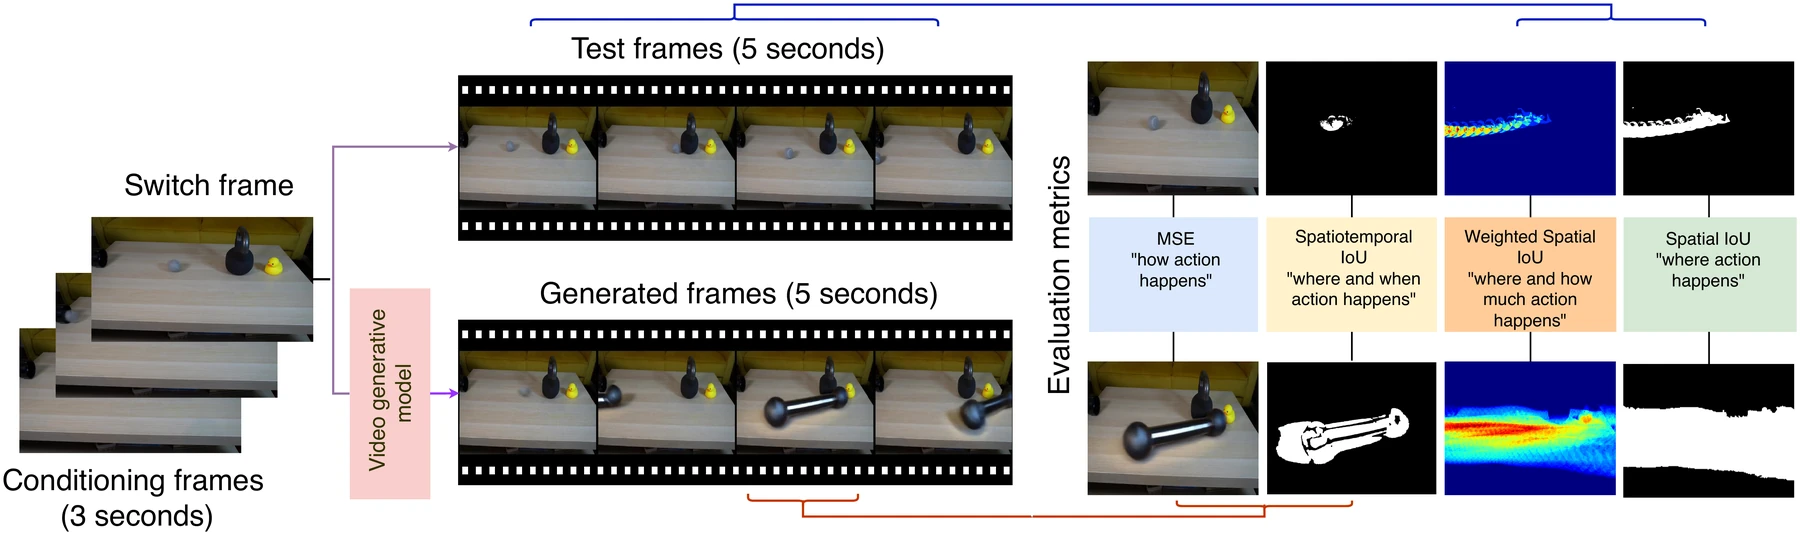 Test frames (5 seconds)
Switch frame
Generated frames (5 seconds)
Video generative
model
Conditioning frames
(3 seconds)
Evaluation metrics
MSE
"how action
happens"
Spatiotemporal
IoU
"where and when
action happens"
Weighted Spatial
IoU
"where and how
much action
happens"
Spatial IoU
"where action
happens"